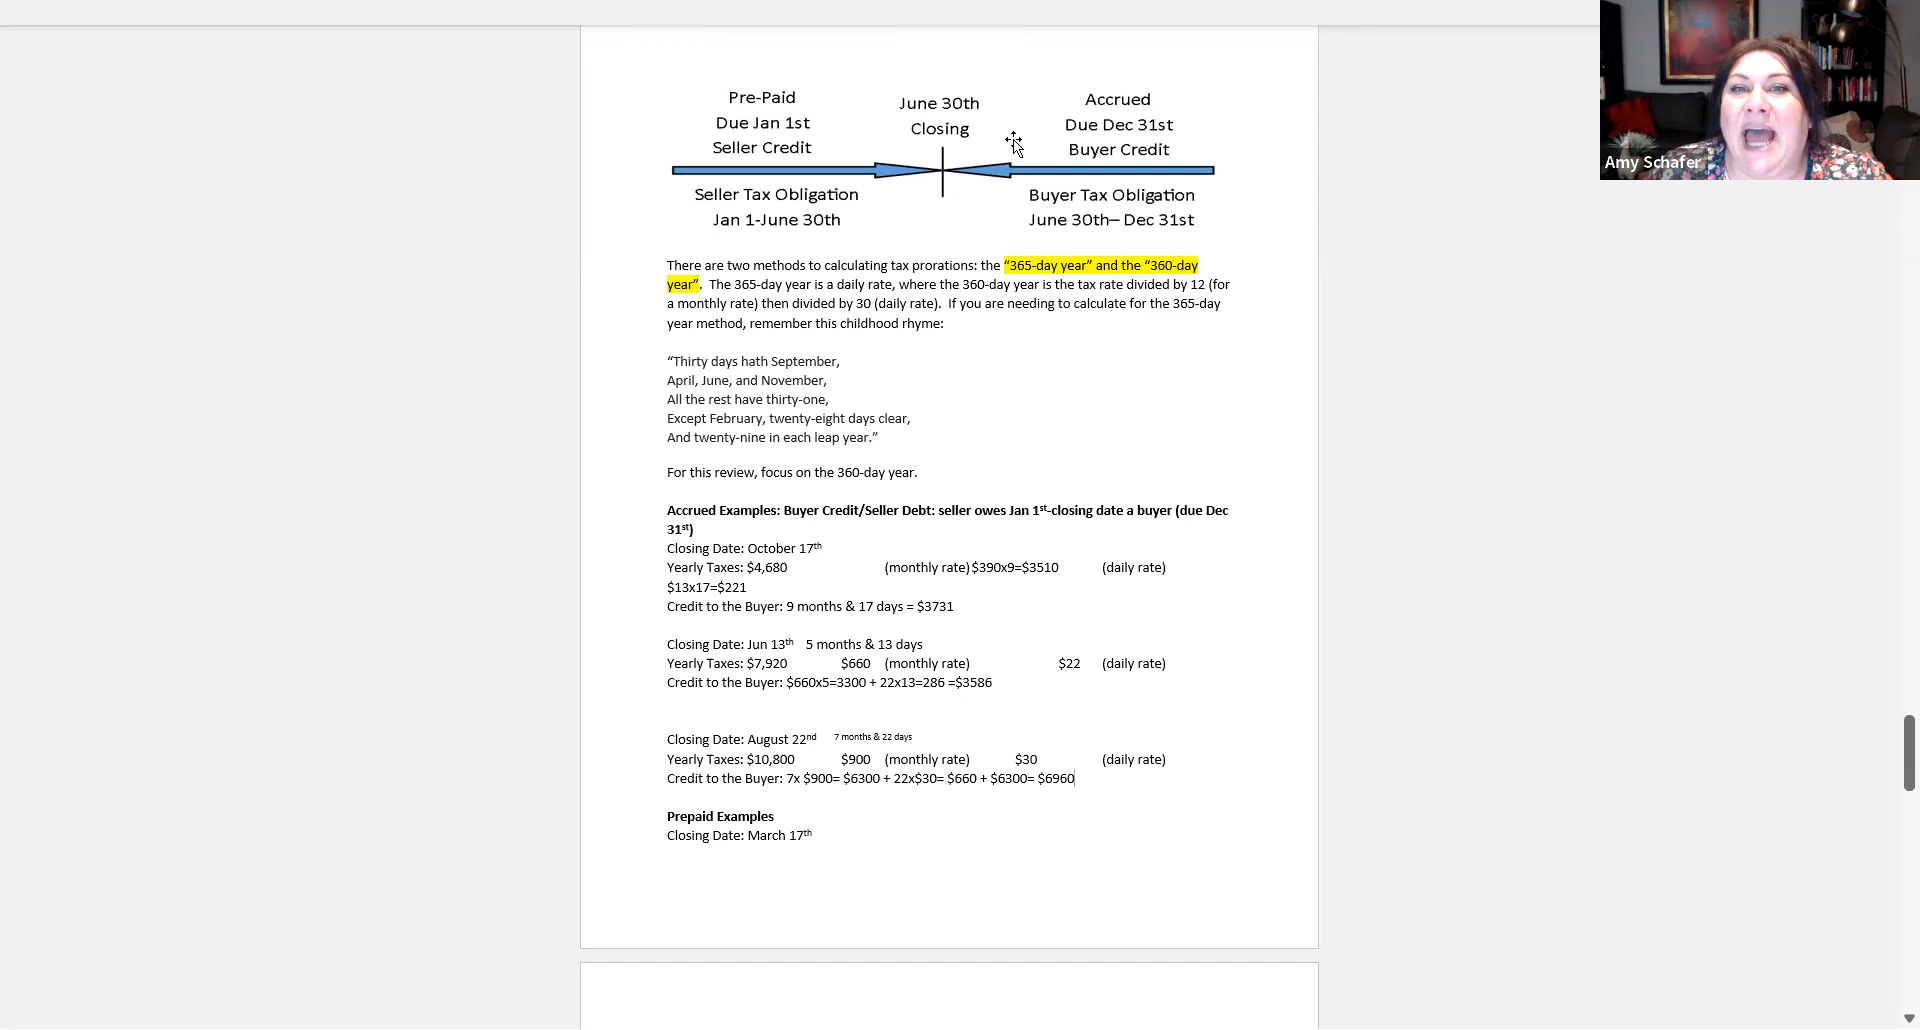 Pre-Paid
Due Jan 1st
Seller Credit
June 30th
Closing
Accrued
Due Dec 31st
Buyer Credit
Seller Tax Obligation
Jan 1-June 30th
Buyer Tax Obligation
June 30th– Dec 31st
There are two methods to calculating tax prorations: the “365-day year” and the “360-day
year”.  The 365-day year is a daily rate, where the 360-day year is the tax rate divided by 12 (for
a monthly rate) then divided by 30 (daily rate).  If you are needing to calculate for the 365-day
year method, remember this childhood rhyme:
“Thirty days hath September,
April, June, and November,
All the rest have thirty-one,
Except February, twenty-eight days clear,
And twenty-nine in each leap year.”
For this review, focus on the 360-day year.
Accrued Examples: Buyer Credit/Seller Debt: seller owes Jan 1st-closing date a buyer (due Dec
31st)
Closing Date: October 17th
Yearly Taxes: $4,680 (monthly rate) $390x9=$3510 (daily rate)
$13x17=$221
Credit to the Buyer: 9 months & 17 days = $3731
Closing Date: Jun 13th 5 months & 13 days
Yearly Taxes: $7,920 $660 (monthly rate) $22 (daily rate)
Credit to the Buyer: $660x5=3300 + 22x13=286 =$3586
Closing Date: August 22nd 7 months & 22 days
Yearly Taxes: $10,800 $900 (monthly rate) $30 (daily rate)
Credit to the Buyer: 7x $900= $6300 + 22x$30= $660 + $6300= $6960
Prepaid Examples
Closing Date: March 17th
Amy Schafer